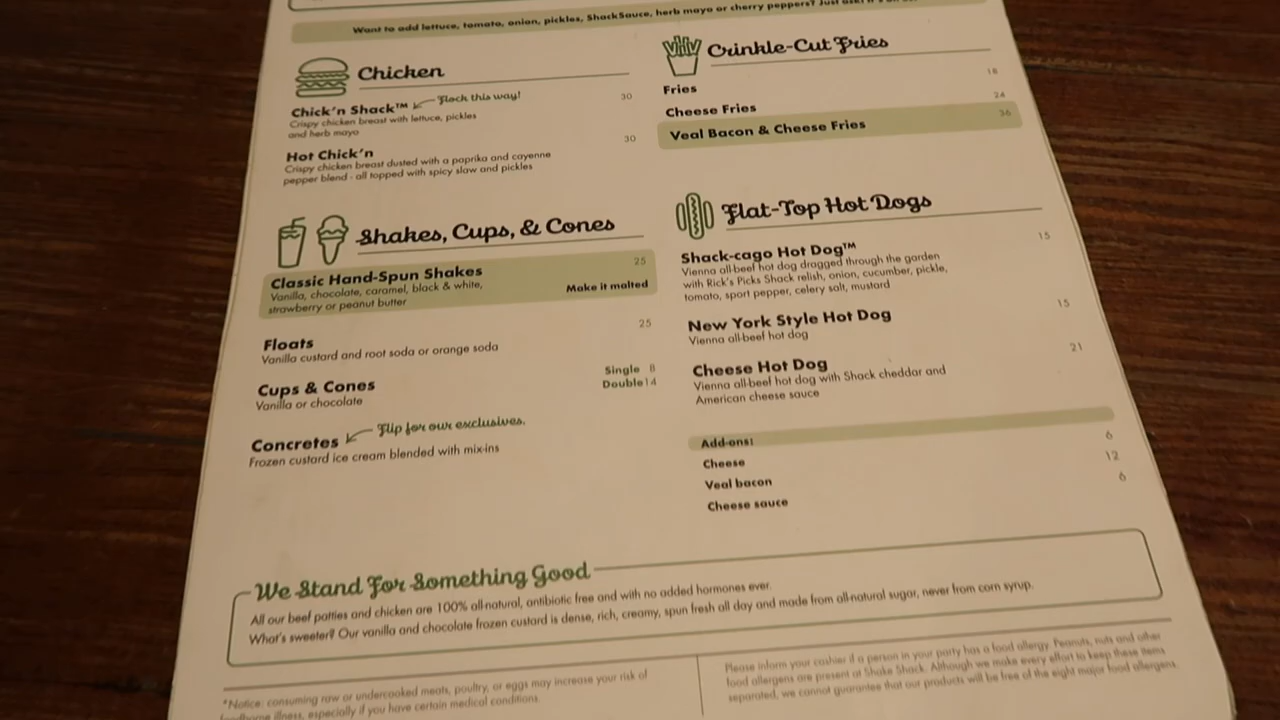 Want to add lettuce, tomato, onion, pickles, ShackSauce, herb mayo or cherry peppers? Just ask!
Chicken
Chick'n Shack™ Flock this way! 30
Crispy chicken breast with lettuce, pickles
and herb mayo
Hot Chick'n 30
Crispy chicken breast dusted with a paprika and cayenne
pepper blend - all topped with spicy slaw and pickles
Shakes, Cups, & Cones
Classic Hand-Spun Shakes 25
Vanilla, chocolate, caramel, black & white, Make it malted
strawberry or peanut butter
Floats 25
Vanilla custard and root soda or orange soda
Cups & Cones Single 8
Vanilla or chocolate Double 14
Concretes Flip for our exclusives.
Frozen custard ice cream blended with mix-ins
Crinkle-Cut Fries
Fries 18
Cheese Fries 24
Veal Bacon & Cheese Fries 36
Flat-Top Hot Dogs
Shack-cago Hot Dog™ 15
Vienna all-beef hot dog dragged through the garden
with Rick's Picks Shack relish, onion, cucumber, pickle,
tomato, sport pepper, celery salt, mustard
New York Style Hot Dog 15
Vienna all-beef hot dog
Cheese Hot Dog 21
Vienna all-beef hot dog with Shack cheddar and
American cheese sauce
Add-ons!
Cheese 6
Veal bacon 12
Cheese sauce 6
We Stand For Something Good
All our beef patties and chicken are 100% all-natural, antibiotic free and with no added hormones ever.
What's sweeter? Our vanilla and chocolate frozen custard is dense, rich, creamy, spun fresh all day and made from all-natural sugar, never from corn syrup.
*Notice: consuming raw or undercooked meats, poultry, or eggs may increase your risk of
foodborne illness, especially if you have certain medical conditions.
Please inform your cashier if a person in your party has a food allergy. Peanuts, nuts and other
food allergens are present at Shake Shack. Although we make every effort to keep these items
separated, we cannot guarantee that our products will be free of the eight major food allergens.